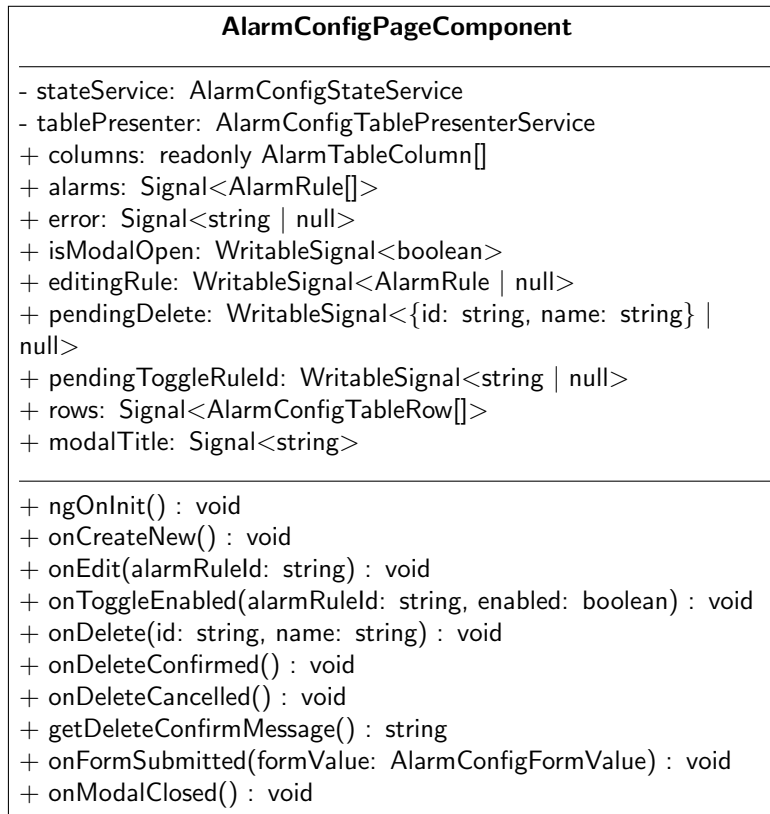 AlarmConfigPageComponent
- stateService: AlarmConfigStateService
- tablePresenter: AlarmConfigTablePresenterService
+ columns: readonly AlarmTableColumn[]
+ alarms: Signal<AlarmRule[]>
+ error: Signal<string | null>
+ isModalOpen: WritableSignal<boolean>
+ editingRule: WritableSignal<AlarmRule | null>
+ pendingDelete: WritableSignal<{id: string, name: string} |
null>
+ pendingToggleRuleId: WritableSignal<string | null>
+ rows: Signal<AlarmConfigTableRow[]>
+ modalTitle: Signal<string>
+ ngOnInit() : void
+ onCreateNew() : void
+ onEdit(alarmRuleId: string) : void
+ onToggleEnabled(alarmRuleId: string, enabled: boolean) : void
+ onDelete(id: string, name: string) : void
+ onDeleteConfirmed() : void
+ onDeleteCancelled() : void
+ getDeleteConfirmMessage() : string
+ onFormSubmitted(formValue: AlarmConfigFormValue) : void
+ onModalClosed() : void